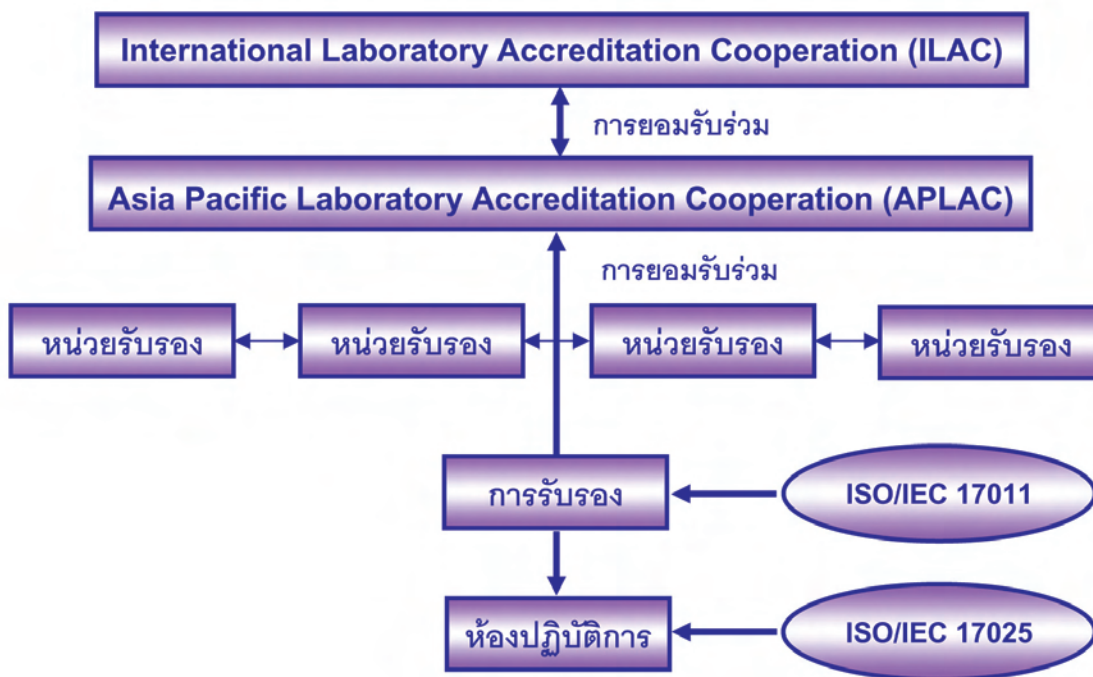 International Laboratory Accreditation Cooperation (ILAC)
การยอมรับร่วม
Asia Pacific Laboratory Accreditation Cooperation (APLAC)
การยอมรับร่วม
หน่วยรับรอง
หน่วยรับรอง
หน่วยรับรอง
หน่วยรับรอง
การรับรอง
ISO/IEC 17011
ห้องปฏิบัติการ
ISO/IEC 17025